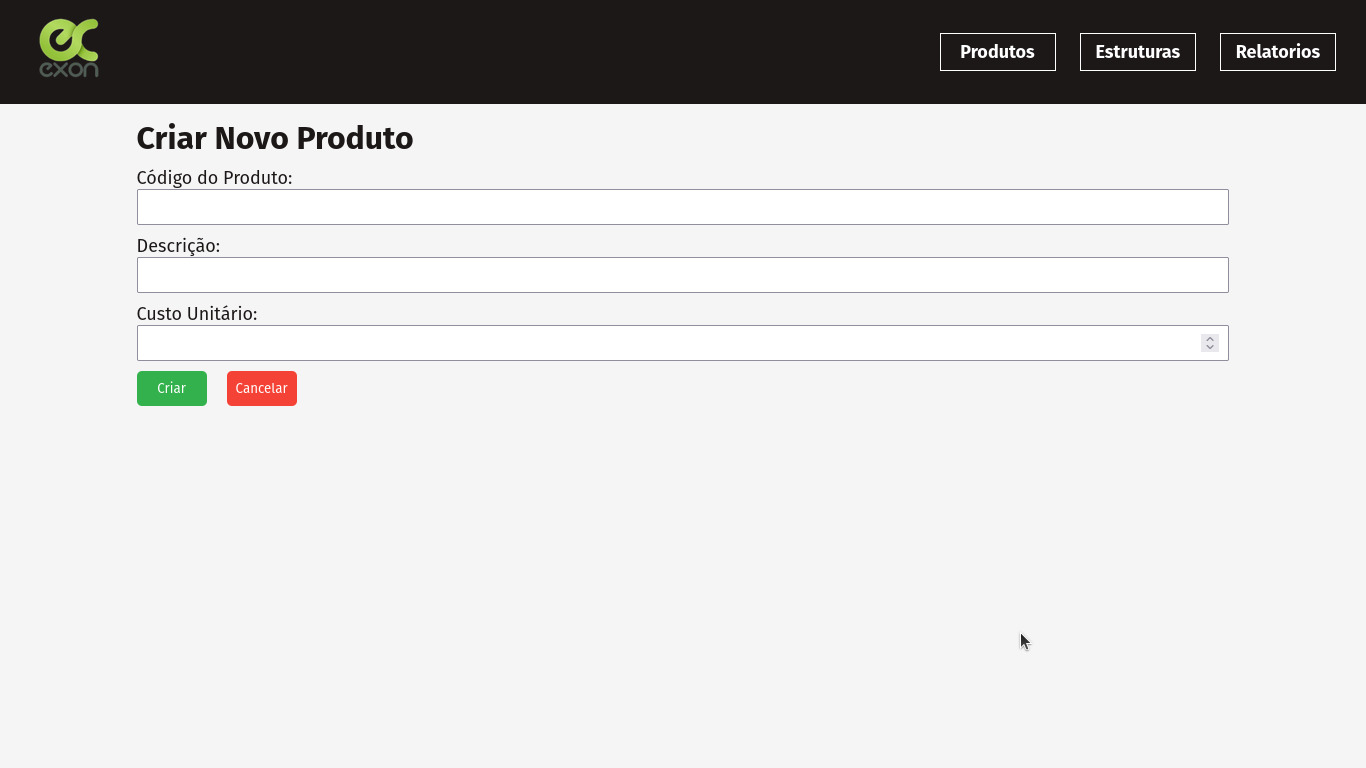 exon
Produtos
Estruturas
Relatorios
Criar Novo Produto
Código do Produto:
Descrição:
Custo Unitário:
Criar
Cancelar